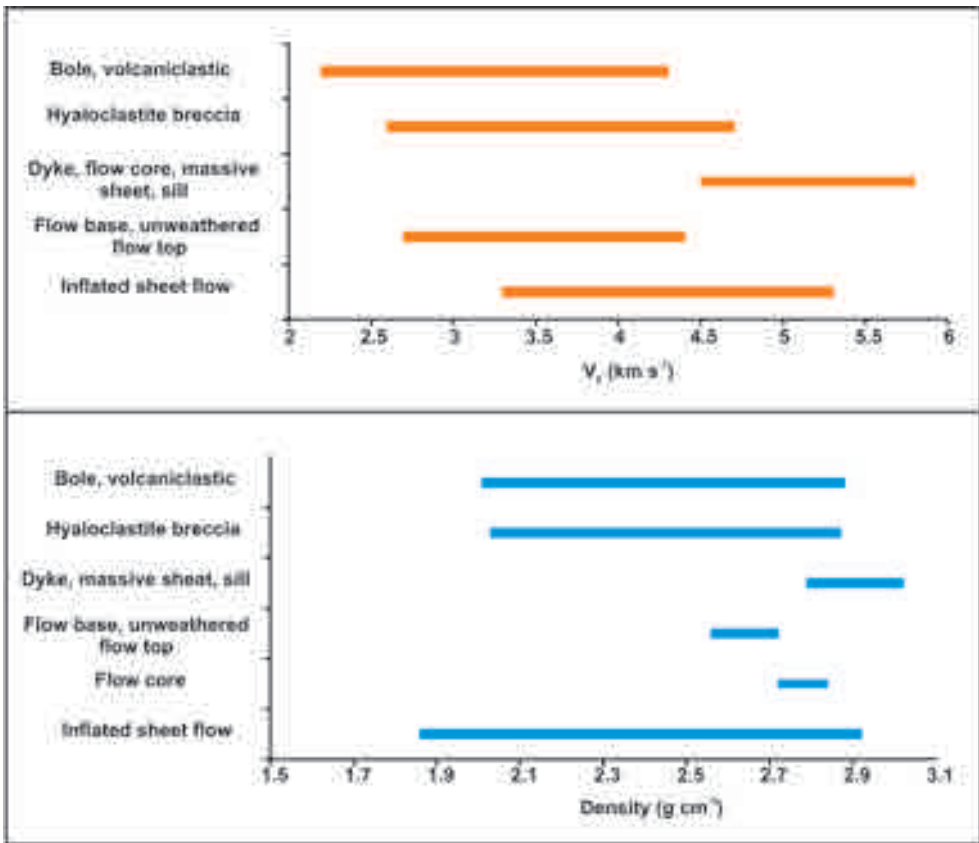 Bole, volcaniclastic
Hyaloclastite breccia
Dyke, flow core, massive
sheet, sill
Flow base, unweathered
flow top
Inflated sheet flow
2 2.5 3 3.5 4 4.5 5 5.5 6
(km s⁻¹)
Bole, volcaniclastic
Hyaloclastite breccia
Dyke, massive sheet, sill
Flow base, unweathered
flow top
Flow core
Inflated sheet flow
1.5 1.7 1.9 2.1 2.3 2.5 2.7 2.9 3.1
Density (g cm⁻³)